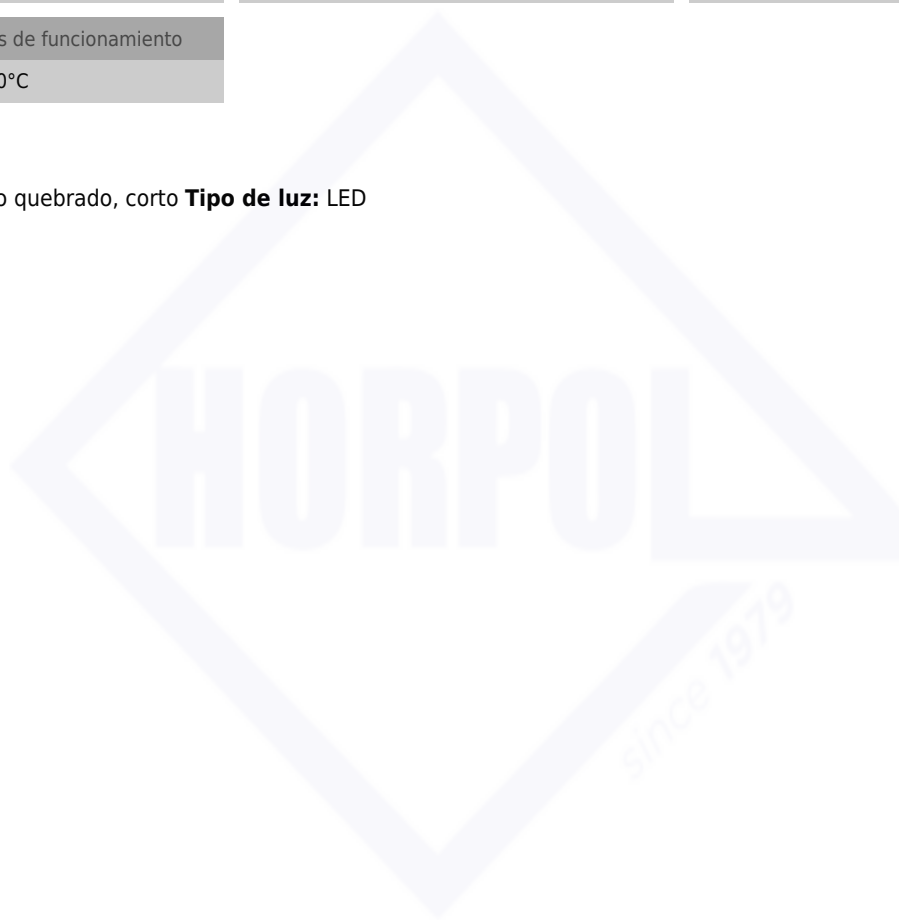 s de funcionamiento
0°C
o quebrado, corto Tipo de luz: LED
HORPOL
since 1979